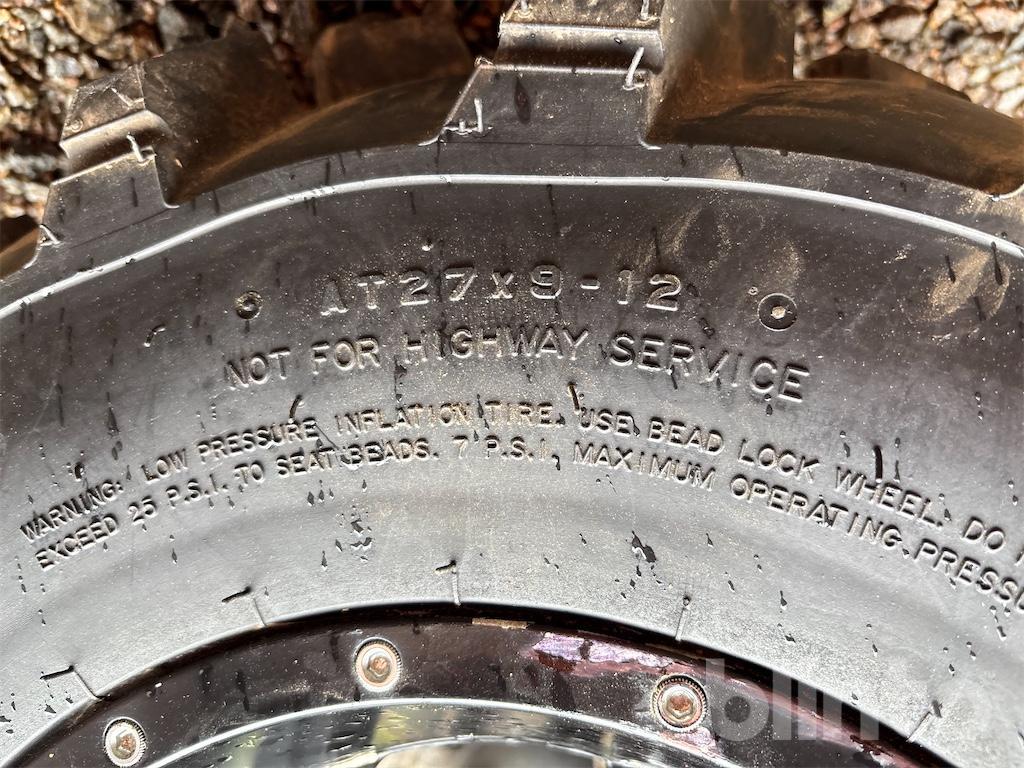 AT27x9-12
NOT FOR HIGHWAY SERVICE
WARNING: LOW PRESSURE INFLATION TIRE. USE BEAD LOCK WHEEL. DO
EXCEED 25 P.S.I. TO SEAT BEADS. 7 P.S.I. MAXIMUM OPERATING PRESSU